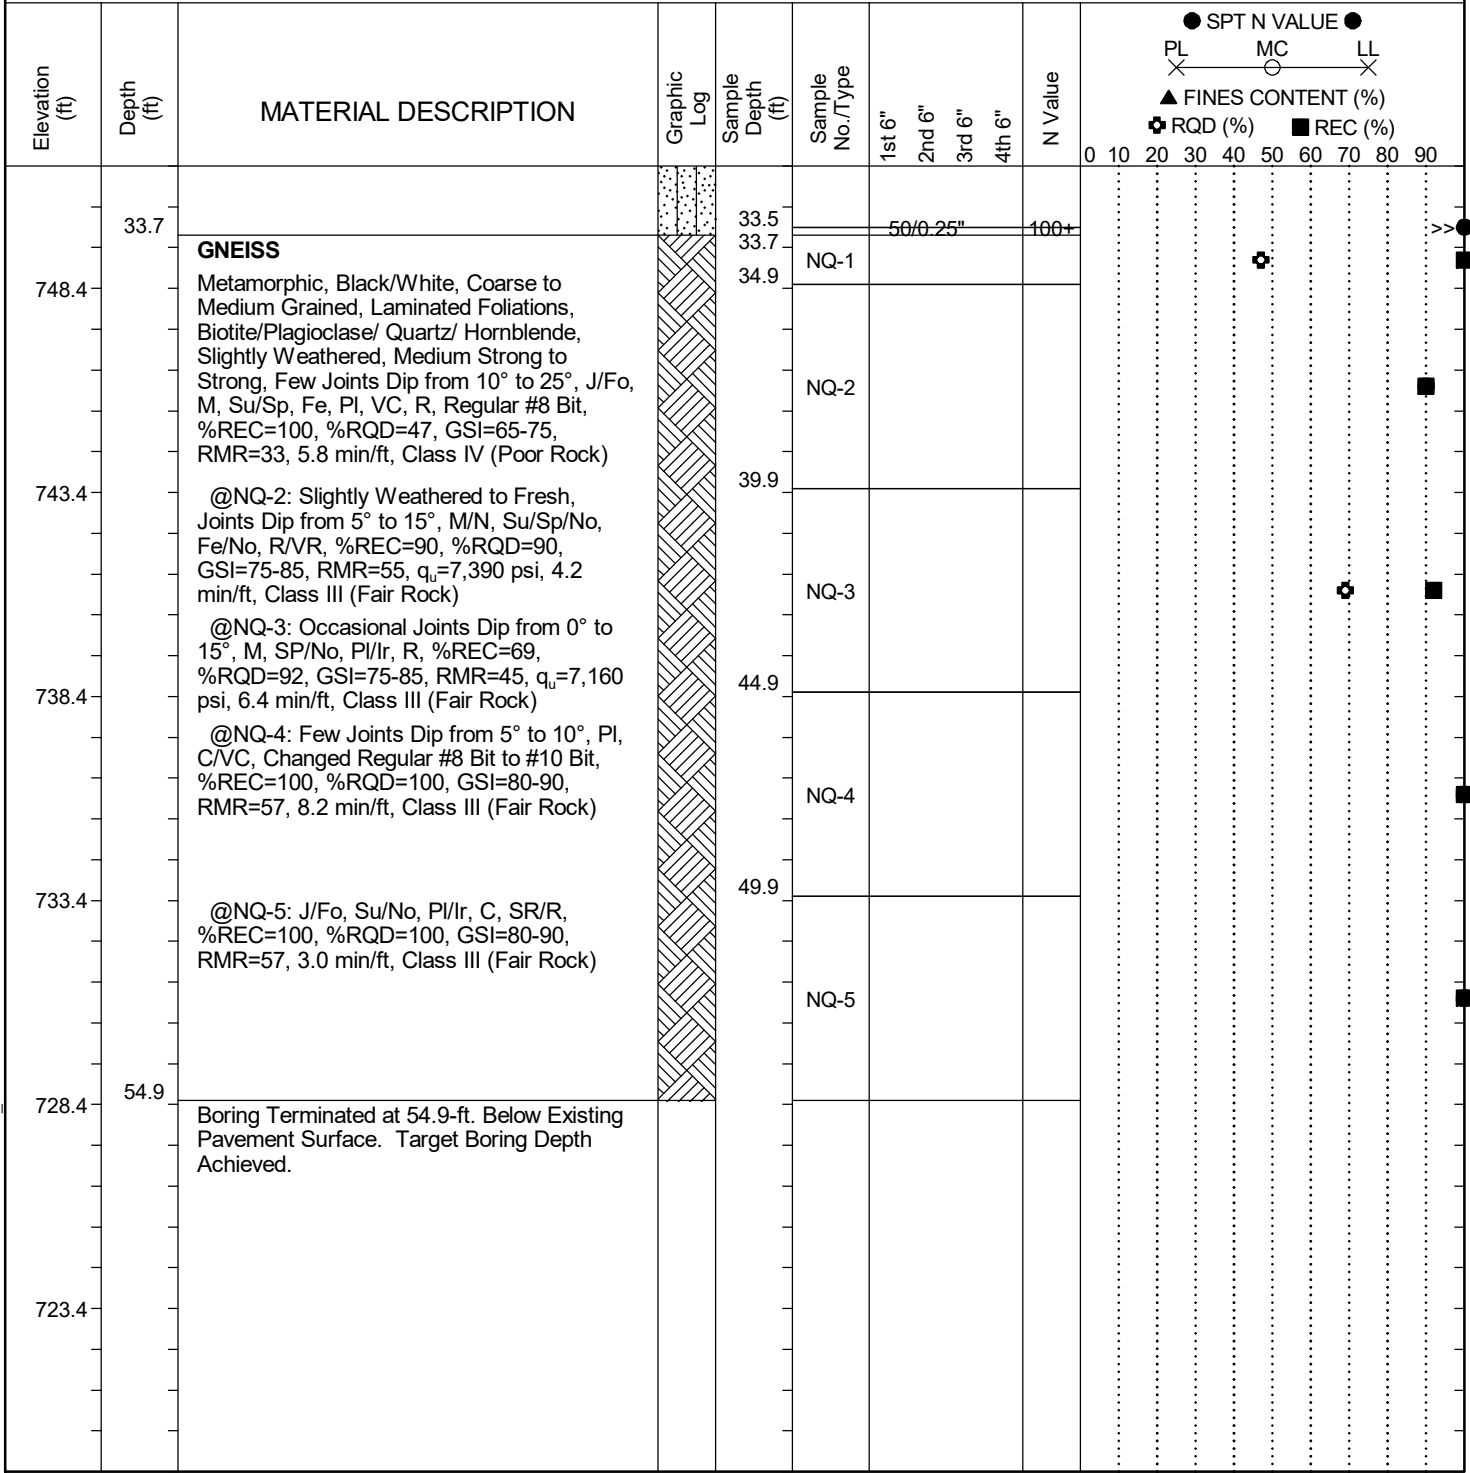 Elevation (ft)
Depth (ft)
MATERIAL DESCRIPTION
Graphic Log
Sample Depth (ft)
Sample No./Type
1st 6"
2nd 6"
3rd 6"
4th 6"
N Value
● SPT N VALUE ●
PL MC LL
▲ FINES CONTENT (%)
RQD (%) ■ REC (%)
0 10 20 30 40 50 60 70 80 90
33.7
33.5
50/0.25"
100+
>>
GNEISS
33.7
NQ-1
34.9
748.4
Metamorphic, Black/White, Coarse to
Medium Grained, Laminated Foliations,
Biotite/Plagioclase/ Quartz/ Hornblende,
Slightly Weathered, Medium Strong to
Strong, Few Joints Dip from 10° to 25°, J/Fo,
M, Su/Sp, Fe, Pl, VC, R, Regular #8 Bit,
%REC=100, %RQD=47, GSI=65-75,
RMR=33, 5.8 min/ft, Class IV (Poor Rock)
NQ-2
39.9
743.4
@NQ-2: Slightly Weathered to Fresh,
Joints Dip from 5° to 15°, M/N, Su/Sp/No,
Fe/No, R/VR, %REC=90, %RQD=90,
GSI=75-85, RMR=55, qu=7,390 psi, 4.2
min/ft, Class III (Fair Rock)
NQ-3
@NQ-3: Occasional Joints Dip from 0° to
15°, M, SP/No, Pl/Ir, R, %REC=69,
%RQD=92, GSI=75-85, RMR=45, qu=7,160
psi, 6.4 min/ft, Class III (Fair Rock)
44.9
738.4
@NQ-4: Few Joints Dip from 5° to 10°, Pl,
C/VC, Changed Regular #8 Bit to #10 Bit,
%REC=100, %RQD=100, GSI=80-90,
RMR=57, 8.2 min/ft, Class III (Fair Rock)
NQ-4
49.9
733.4
@NQ-5: J/Fo, Su/No, Pl/Ir, C, SR/R,
%REC=100, %RQD=100, GSI=80-90,
RMR=57, 3.0 min/ft, Class III (Fair Rock)
NQ-5
54.9
728.4
Boring Terminated at 54.9-ft. Below Existing
Pavement Surface. Target Boring Depth
Achieved.
723.4